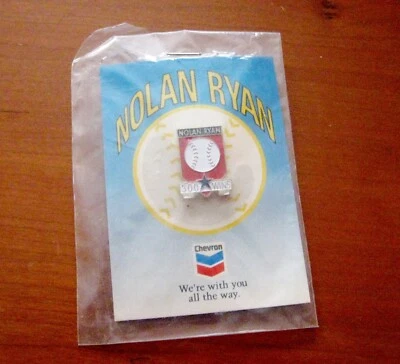 NOLAN RYAN
NOLAN RYAN
300 WINS
Chevron
We're with you
all the way.